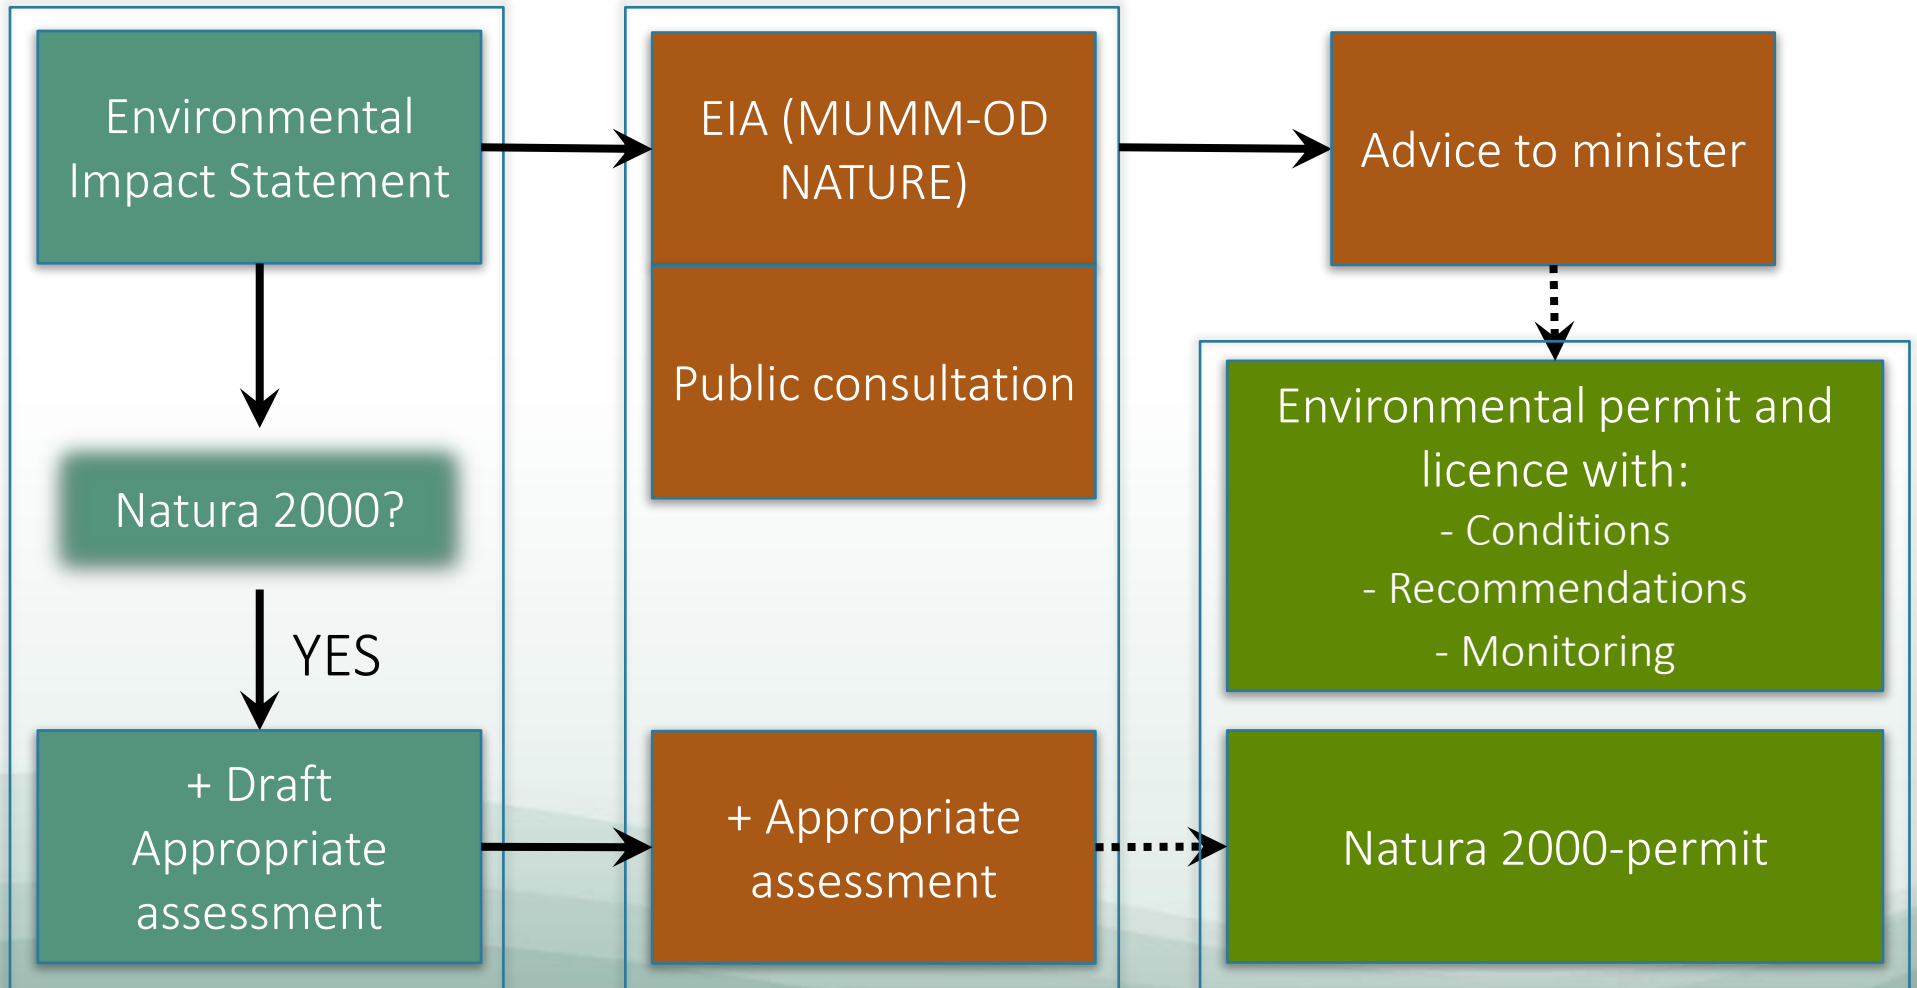 Environmental
Impact Statement
EIA (MUMM-OD
NATURE)
Advice to minister
Public consultation
Environmental permit and
licence with:
- Conditions
- Recommendations
- Monitoring
Natura 2000?
YES
+ Draft
Appropriate
assessment
+ Appropriate
assessment
Natura 2000-permit